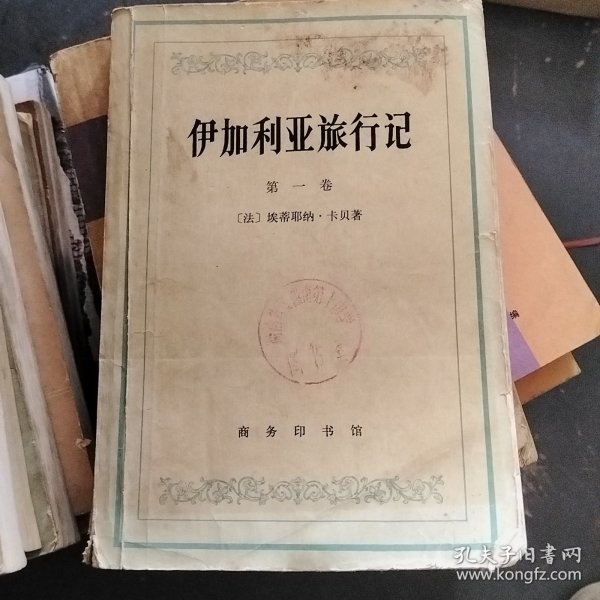 伊加利亚旅行记
第一卷
〔法〕埃蒂耶纳·卡贝著
商务印书馆
编
孔夫子旧书网
www.kongfz.com